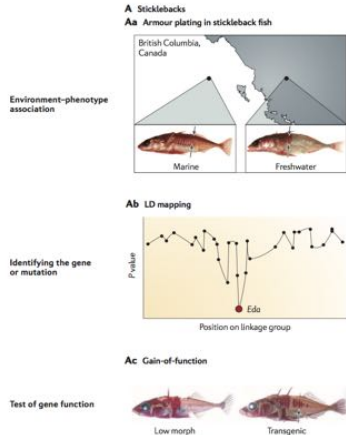 A Sticklebacks
Aa Armour plating in stickleback fish
British Columbia,
Canada
Environment–phenotype
association
Marine
Freshwater
Ab LD mapping
Identifying the gene
or mutation
P value
Eda
Position on linkage group
Ac Gain-of-function
Test of gene function
Low morph
Transgenic